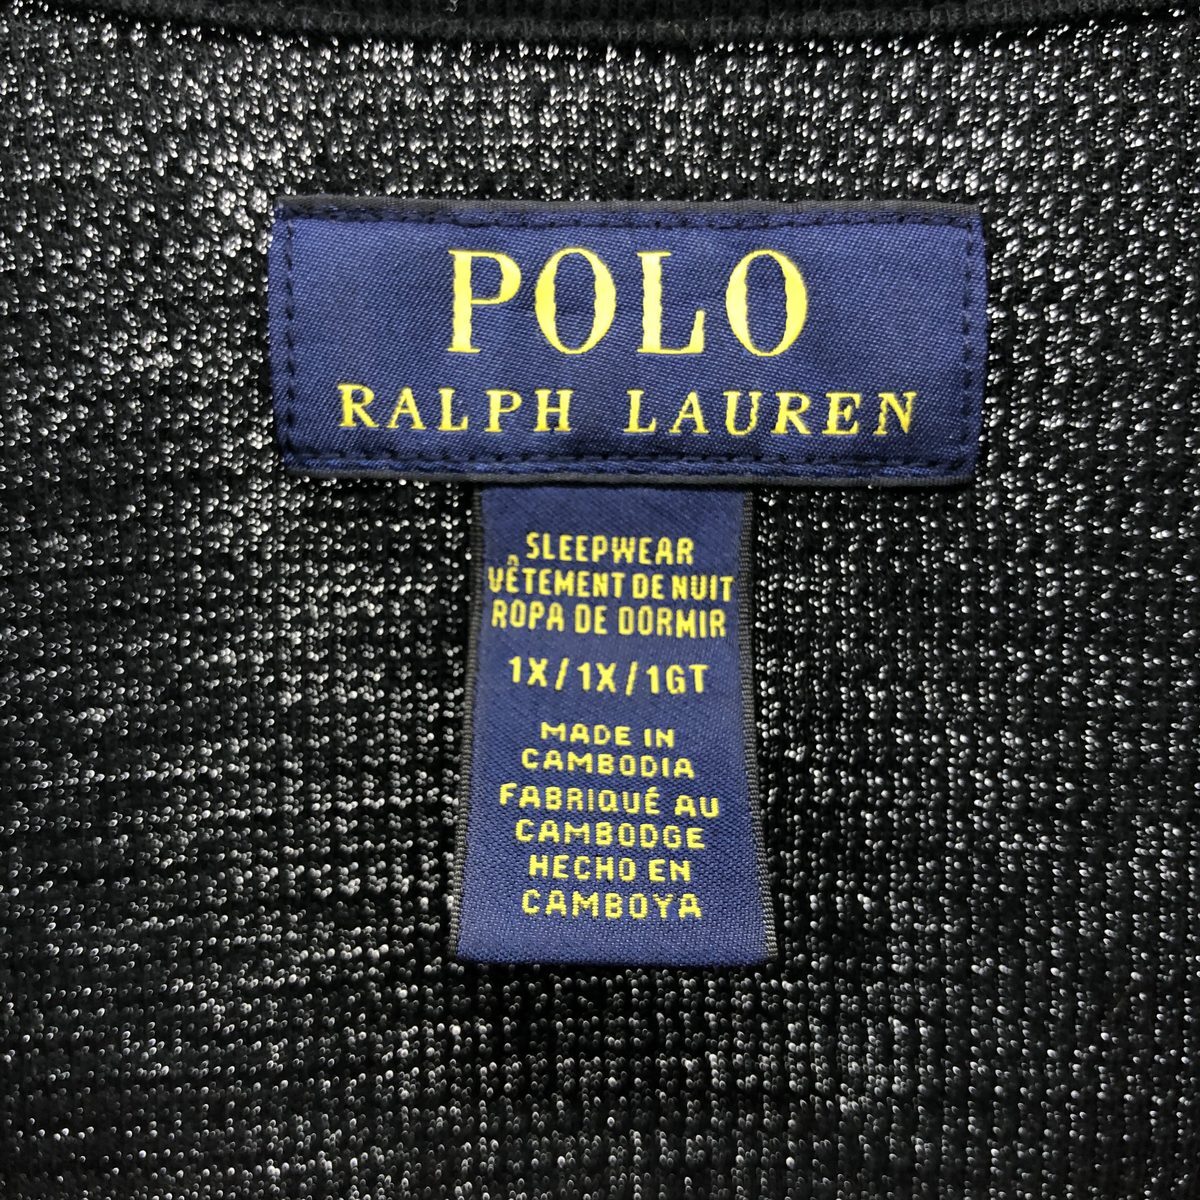 POLO
RALPH LAUREN
SLEEPWEAR
VÊTEMENT DE NUIT
ROPA DE DORMIR
1X/1X/1GT
MADE IN
CAMBODIA
FABRIQUÉ AU
CAMBODGE
HECHO EN
CAMBOYA